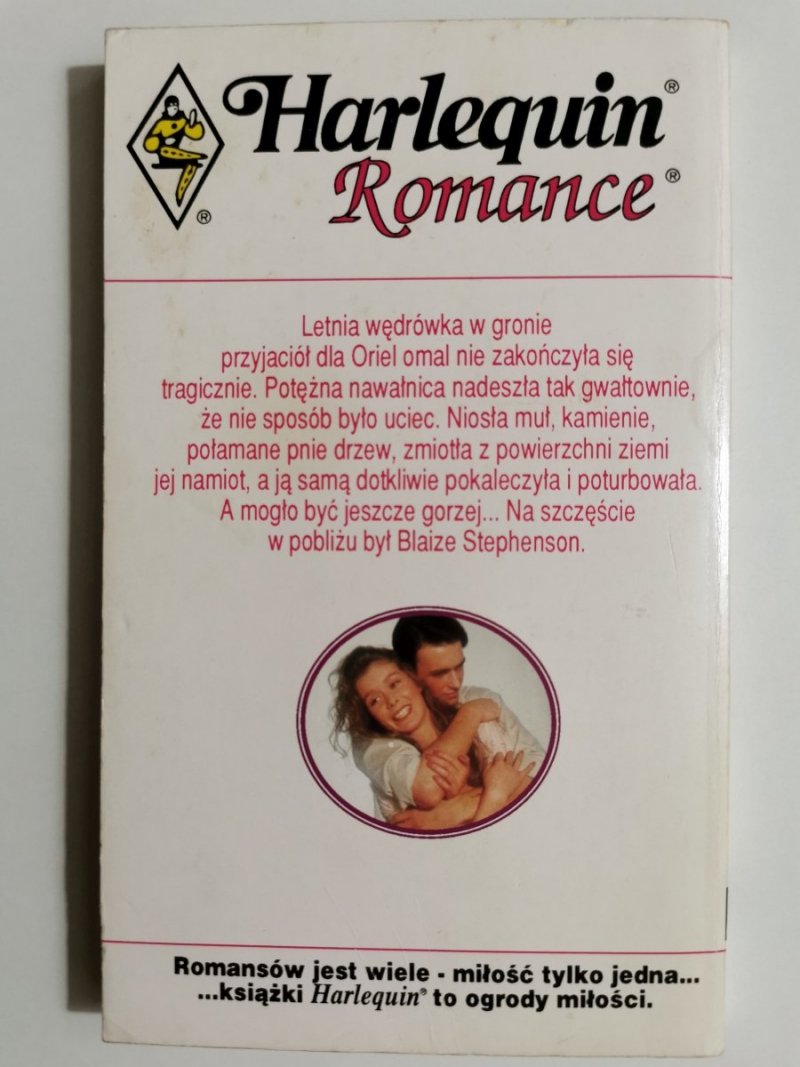 Harlequin®
Romance®
®
Letnia wędrówka w gronie
przyjaciół dla Oriel omal nie zakończyła się
tragicznie. Potężna nawałnica nadeszła tak gwałtownie,
że nie sposób było uciec. Niosła muł, kamienie,
połamane pnie drzew, zmiotła z powierzchni ziemi
jej namiot, a ją samą dotkliwie pokaleczyła i poturbowała.
A mogło być jeszcze gorzej... Na szczęście
w pobliżu był Blaize Stephenson.
Romansów jest wiele - miłość tylko jedna...
...książki Harlequin® to ogrody miłości.